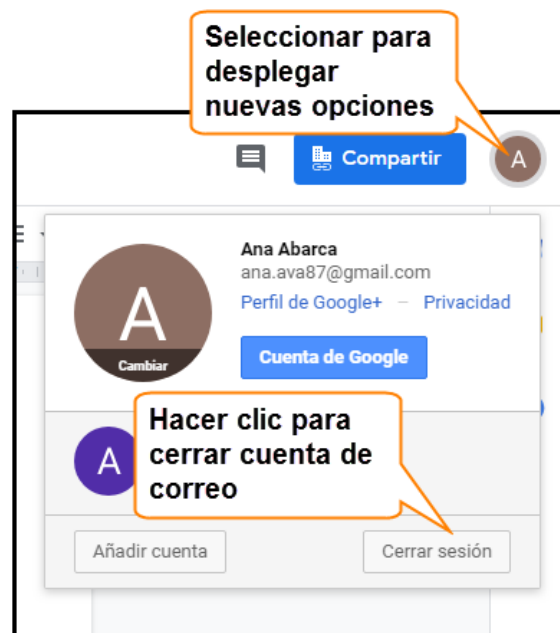 Seleccionar para
desplegar
nuevas opciones
Compartir
A
Ana Abarca
ana.ava87@gmail.com
Perfil de Google+ – Privacidad
A
Cambiar
Cuenta de Google
Hacer clic para
cerrar cuenta de
correo
A
Añadir cuenta
Cerrar sesión